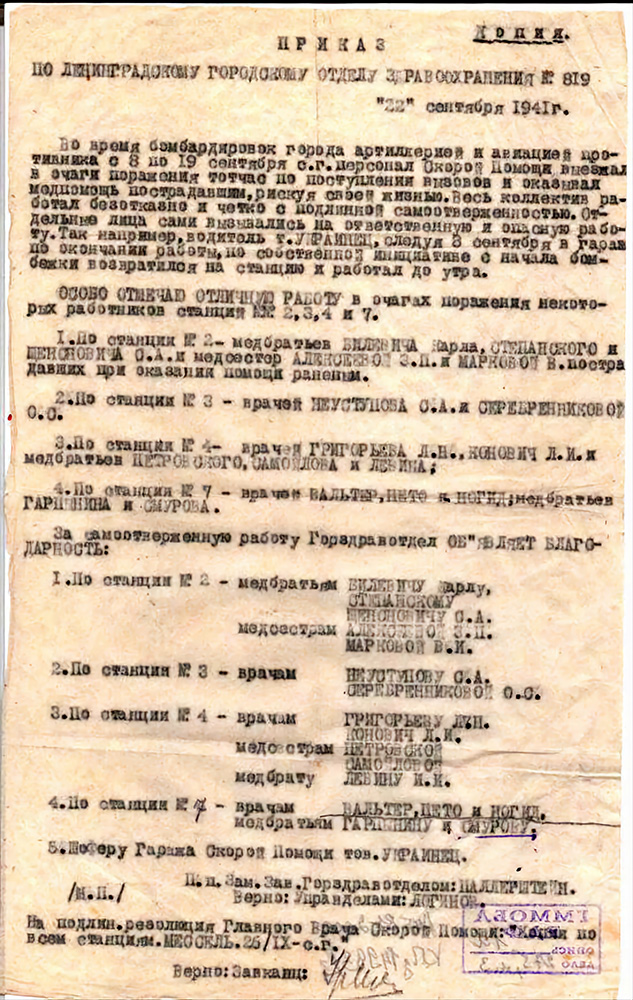 Копия.
ПРИКАЗ
ПО ЛЕНИНГРАДСКОМУ ГОРОДСКОМУ ОТДЕЛУ ЗДРАВООХРАНЕНИЯ № 819
"22" сентября 1941г.
Во время бомбардировок города артиллерией и авиацией про-
тивника с 8 по 19 сентября с.г. персонал Скорой Помощи выезжал
в очаги поражения тотчас по поступлении вызовов и оказывал
медпомощь пострадавшим, рискуя своей жизнью. Весь коллектив ра-
ботал безотказно и четко с подлинной самоотверженностью. От-
дельные лица сами вызывались на ответственную и опасную рабо-
ту. Так например, водитель т. УКРАИНЕЦ, следуя 8 сентября в гараж
по окончании работы, по собственной инициативе с начала бом-
бежки возвратился на станцию и работал до утра.
ОСОБО ОТМЕЧАЮ ОТЛИЧНУЮ РАБОТУ в очагах поражения некото-
рых работников станций №№ 2,3,4 и 7.
1.По станции № 2- медбратьев БИЛЕВИЧА Карла, СТЕПАНСКОГО и
ШЕНСНОВИЧА С.А. и медсестер АЛЕКСЕЕВОЙ З.П. и МАРКОВОЙ В. постра
давших при оказании помощи раненым.
2.По станции № 3 - врачей НЕУСТУПОВА С.А. и СЕРЕБРЕННИКОВОЙ
О.С.
3.По станции № 4- врачей ГРИГОРЬЕВА Л.Н., КОНОВИЧ Л.И. и
медбратьев ПЕТРОВСКОГО, САМОЙЛОВА и ЛЕВИНА;
4.По станции № 7 - врачей ВАЛЬТЕР, ПЕТО и НОГИД; медбратьев
ГАРПЕНИНА и СМУРОВА.
За самоотверженную работу Горздравотдел ОБ"ЯВЛЯЕТ БЛАГО-
ДАРНОСТЬ:
1.По станции № 2 - медбратьям БИЛЕВИЧУ Карлу,
СТЕПАНСКОМУ
ШЕНСНОВИЧУ С.А.
медсестрам АЛЕКСЕЕВОЙ З.П.
МАРКОВОЙ В.И.
2.По станции № 3 - врачам НЕУСТУПОВУ С.А.
СЕРЕБРЕННИКОВОЙ О.С.
3.По станции № 4 - врачам ГРИГОРЬЕВУ Л.Н.
КОНОВИЧ Л.И.
медсестрам ПЕТРОВСКОЙ
САМОЙЛОВОЙ
медбрату ЛЕВИНУ И.И.
4.По станции № 7 - врачам ВАЛЬТЕР, ПЕТО и НОГИД.
медбратьям ГАРПЕНИНУ и СМУРОВУ.
5.Шоферу Гаража Скорой Помощи тов. УКРАИНЕЦ.
П.п. Зам. Зав. Горздравотделом: ПАЛЛЕРШТЕЙН.
/М.П./ Верно: Управделами: ЛОГИНОВ.
На подлин. резолюция Главного Врача Скорой Помощи: "Копии по
всем станциям. МЕССЕЛЬ. 26/IX-с.г."
Верно: Завканц: